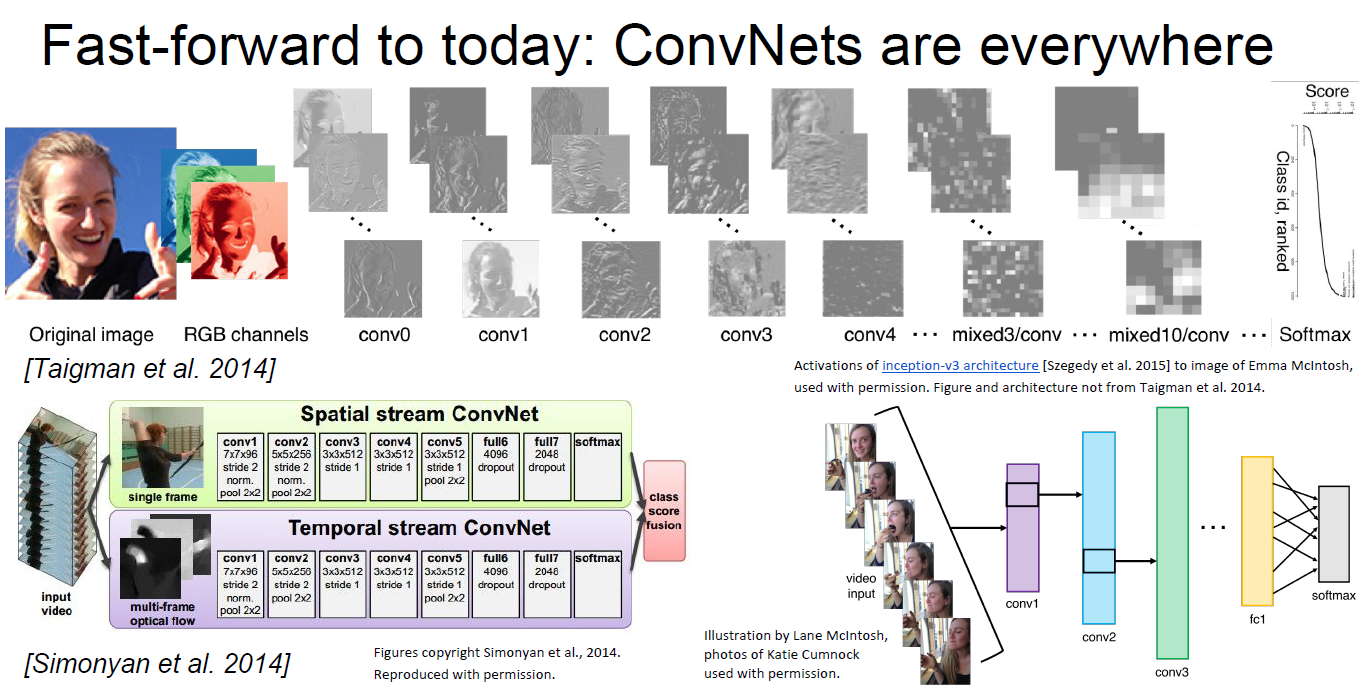 Fast-forward to today: ConvNets are everywhere
Score
Class id, ranked
Original image
RGB channels
conv0
conv1
conv2
conv3
conv4
...
mixed3/conv
...
mixed10/conv
...
Softmax
[Taigman et al. 2014]
Activations of inception-v3 architecture [Szegedy et al. 2015] to image of Emma McIntosh,
used with permission. Figure and architecture not from Taigman et al. 2014.
input
video
single frame
Spatial stream ConvNet
conv1
7x7x96
stride 2
norm.
pool 2x2
conv2
5x5x256
stride 2
norm.
pool 2x2
conv3
3x3x512
stride 1
conv4
3x3x512
stride 1
conv5
3x3x512
stride 1
pool 2x2
full6
4096
dropout
full7
2048
dropout
softmax
multi-frame
optical flow
Temporal stream ConvNet
conv1
7x7x96
stride 2
norm.
pool 2x2
conv2
5x5x256
stride 2
pool 2x2
conv3
3x3x512
stride 1
conv4
3x3x512
stride 1
conv5
3x3x512
stride 1
pool 2x2
full6
4096
dropout
full7
2048
dropout
softmax
class
score
fusion
[Simonyan et al. 2014]
Figures copyright Simonyan et al., 2014.
Reproduced with permission.
video
input
conv1
conv2
conv3
...
fc1
softmax
Illustration by Lane McIntosh,
photos of Katie Cumnock
used with permission.